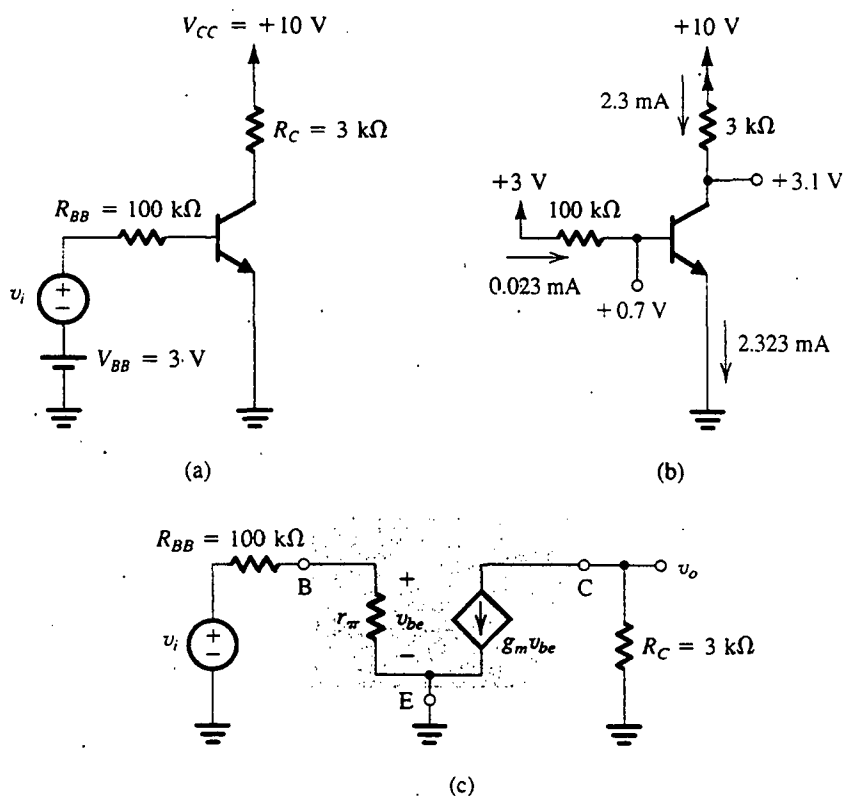 V_CC = +10 V
R_C = 3 kΩ
R_BB = 100 kΩ
v_i
+
−
V_BB = 3 V
(a)
+10 V
2.3 mA
3 kΩ
+3.1 V
+3 V
100 kΩ
0.023 mA
+0.7 V
2.323 mA
(b)
R_BB = 100 kΩ
B
C
v_o
v_i
+
−
r_π
+
v_be
−
g_m v_be
R_C = 3 kΩ
E
(c)